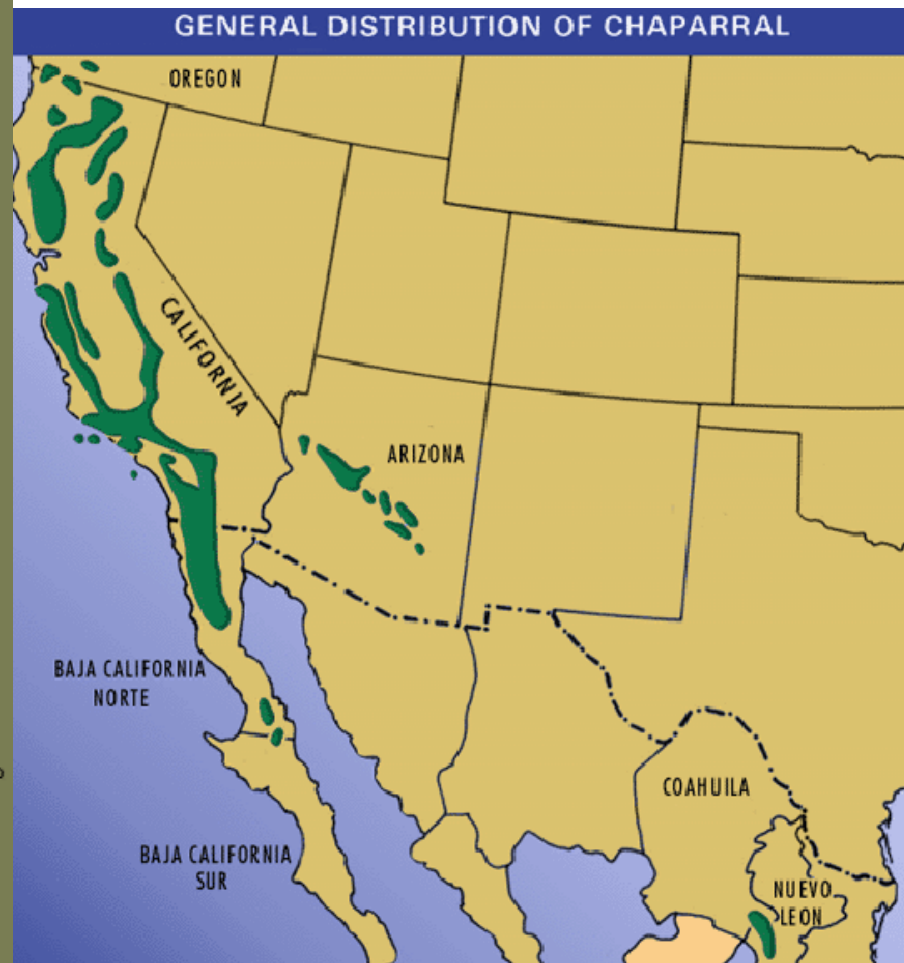 GENERAL DISTRIBUTION OF CHAPARRAL
OREGON
CALIFORNIA
ARIZONA
BAJA CALIFORNIA
NORTE
COAHUILA
BAJA CALIFORNIA
SUR
NUEVO
LEON